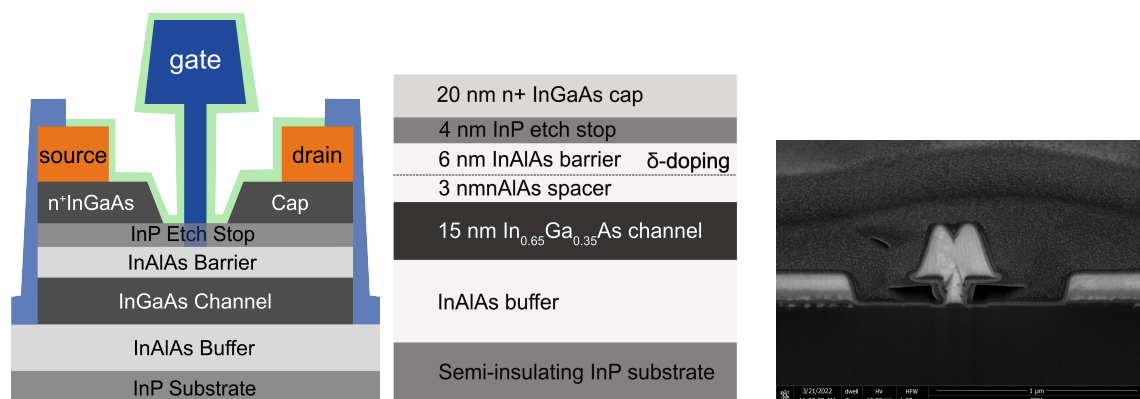 gate
source
drain
n⁺InGaAs
Cap
InP Etch Stop
InAlAs Barrier
InGaAs Channel
InAlAs Buffer
InP Substrate
20 nm n+ InGaAs cap
4 nm InP etch stop
6 nm InAlAs barrier δ-doping
3 nmnAlAs spacer
15 nm In₀.₆₅Ga₀.₃₅As channel
InAlAs buffer
Semi-insulating InP substrate
3/21/2022 dwell HV HFW 1 µm